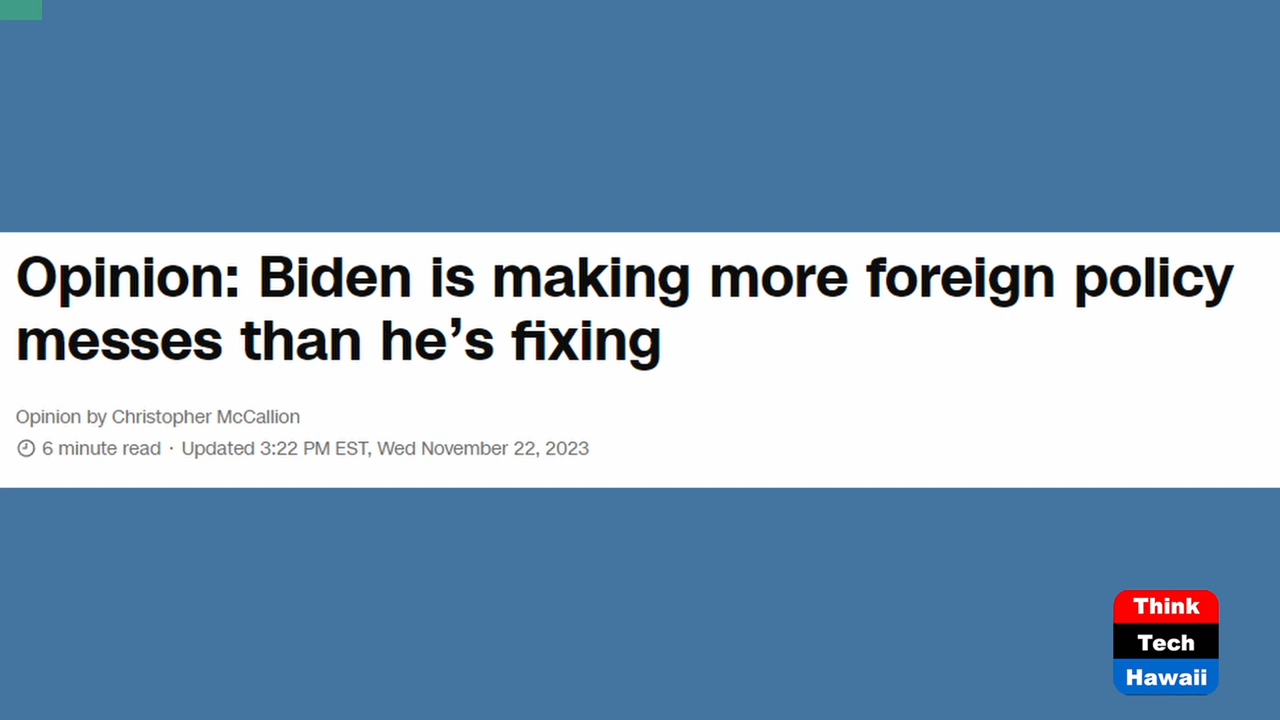 Opinion: Biden is making more foreign policy
messes than he’s fixing
Opinion by Christopher McCallion
6 minute read · Updated 3:22 PM EST, Wed November 22, 2023
Think
Tech
Hawaii